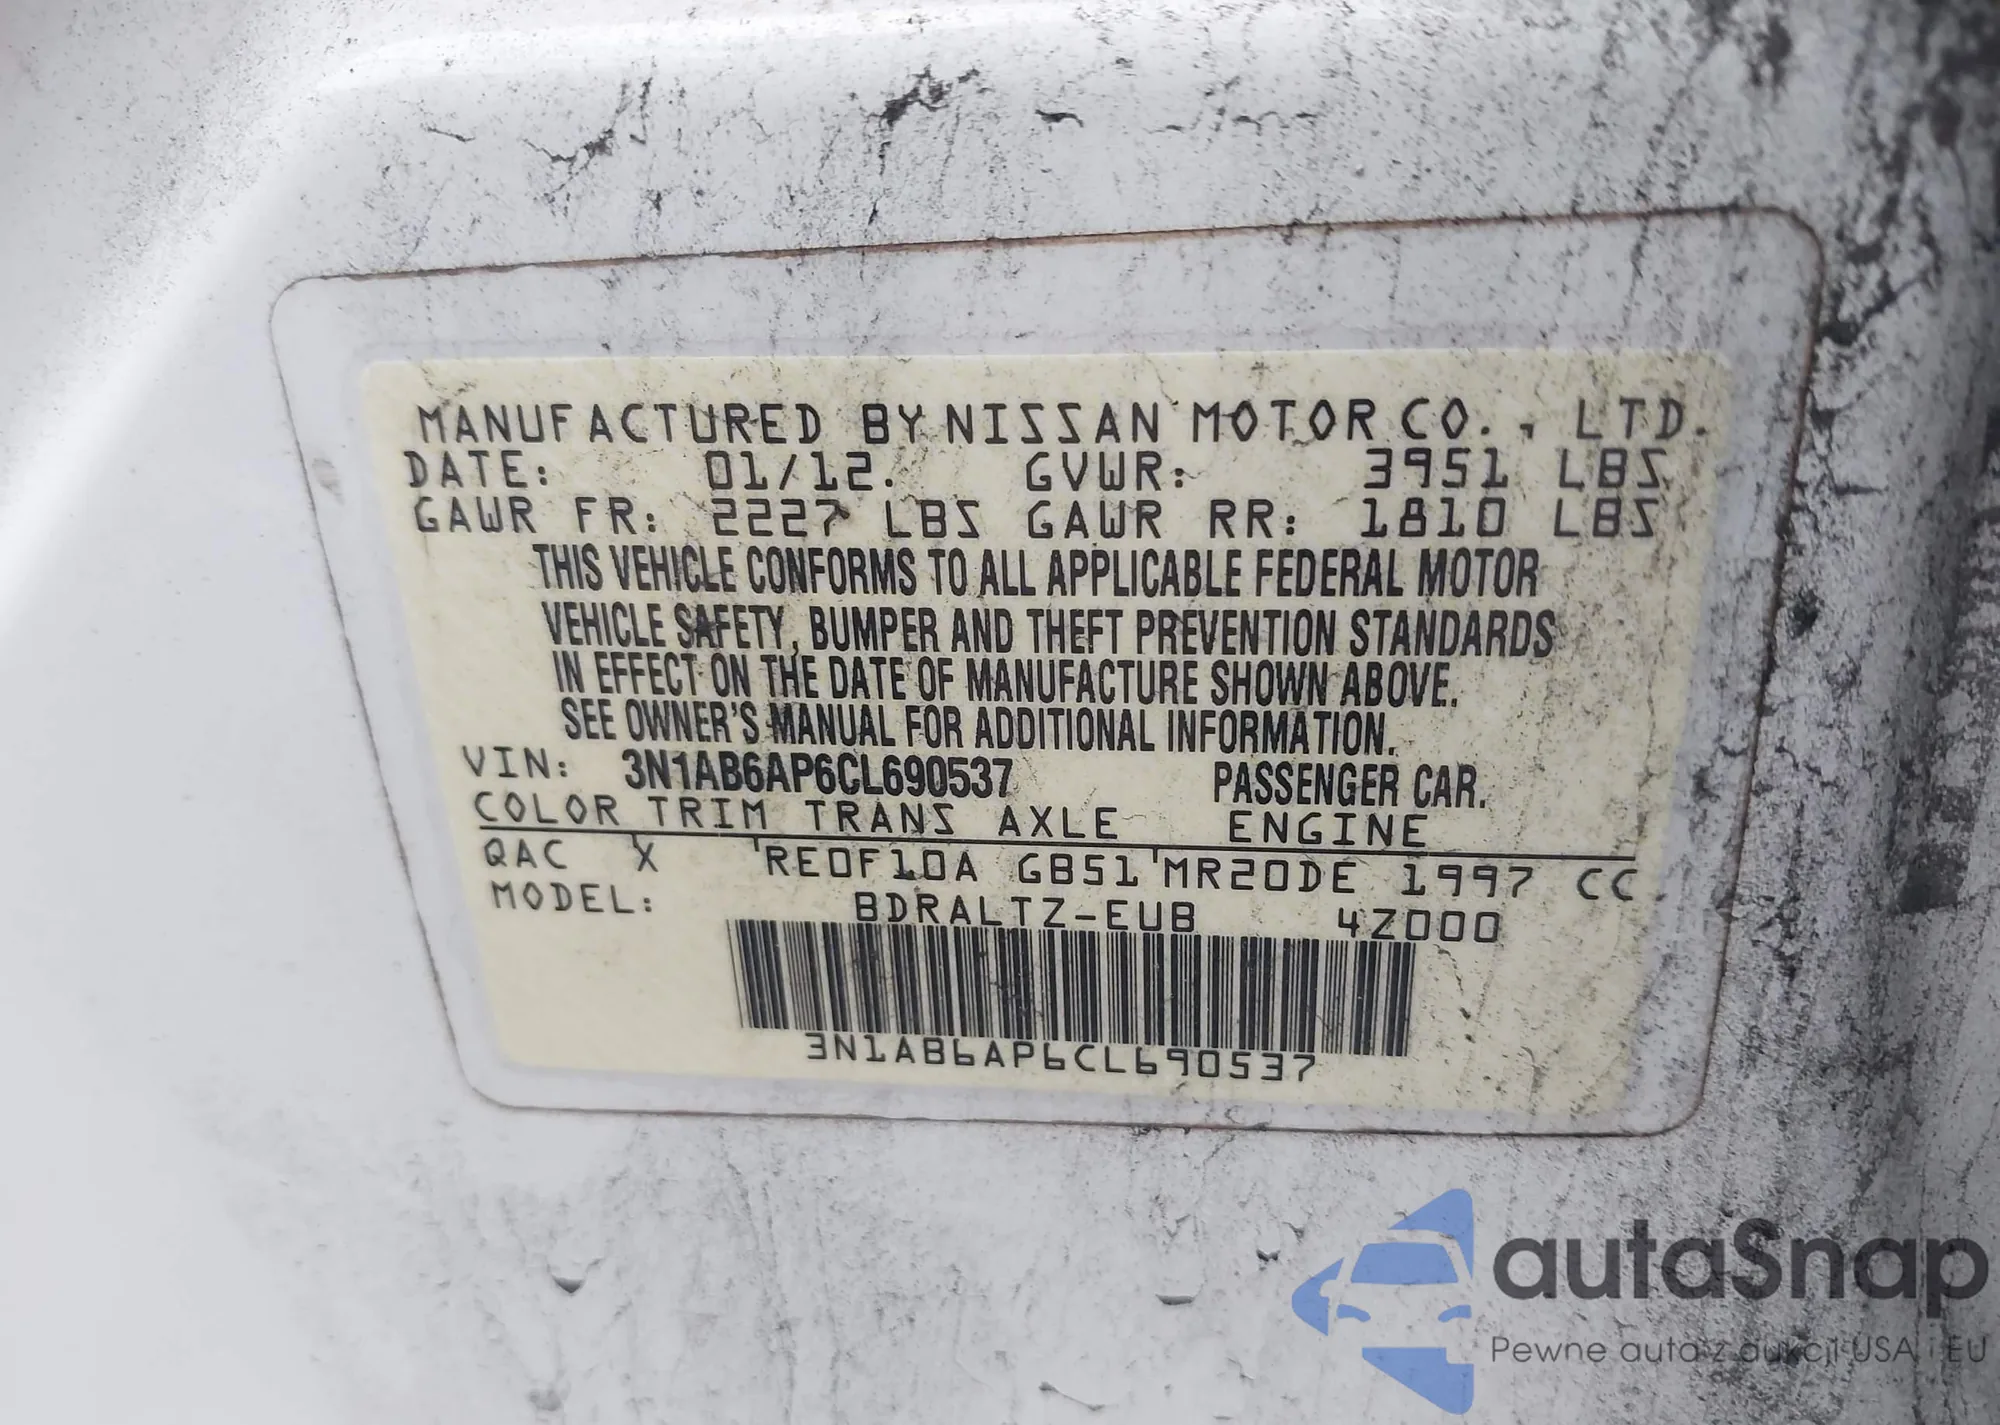 MANUFACTURED BY NISSAN MOTOR CO., LTD.
DATE: 01/12. GVWR: 3951 LBS
GAWR FR: 2227 LBS GAWR RR: 1810 LBS
THIS VEHICLE CONFORMS TO ALL APPLICABLE FEDERAL MOTOR
VEHICLE SAFETY, BUMPER AND THEFT PREVENTION STANDARDS
IN EFFECT ON THE DATE OF MANUFACTURE SHOWN ABOVE.
SEE OWNER'S MANUAL FOR ADDITIONAL INFORMATION.
VIN: 3N1AB6AP6CL690537 PASSENGER CAR.
COLOR TRIM TRANS AXLE ENGINE
QAC X RE0F10A GB51 MR20DE 1997 CC
MODEL: BDRALTZ-EUB 4Z000
3N1AB6AP6CL690537
autaSnap
Pewne auta z aukcji USA i EU